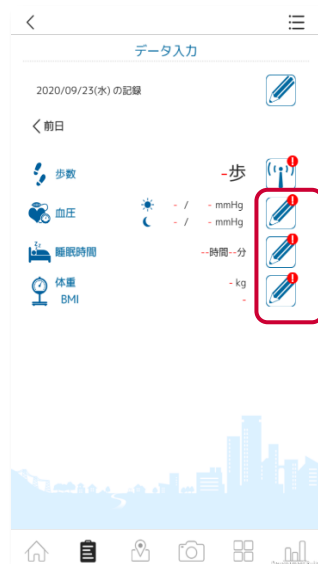 データ入力
2020/09/23(水) の記録
前日
歩数 -歩
血圧 - / - mmHg
- / - mmHg
睡眠時間 --時間--分
体重 - kg
BMI -